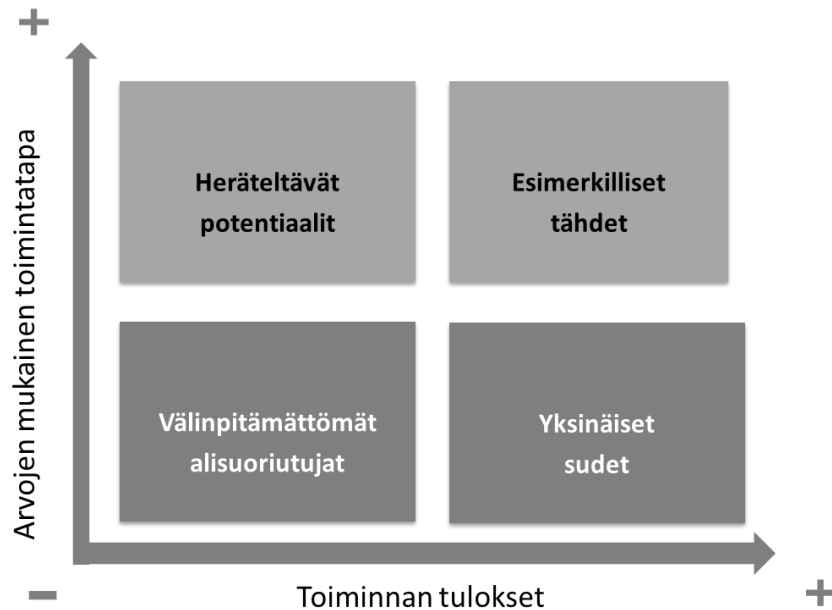 +
Arvojen mukainen toimintatapa
Heräteltävät
potentiaalit
Esimerkilliset
tähdet
Välinpitämättömät
alisuoriutujat
Yksinäiset
sudet
−
Toiminnan tulokset
+